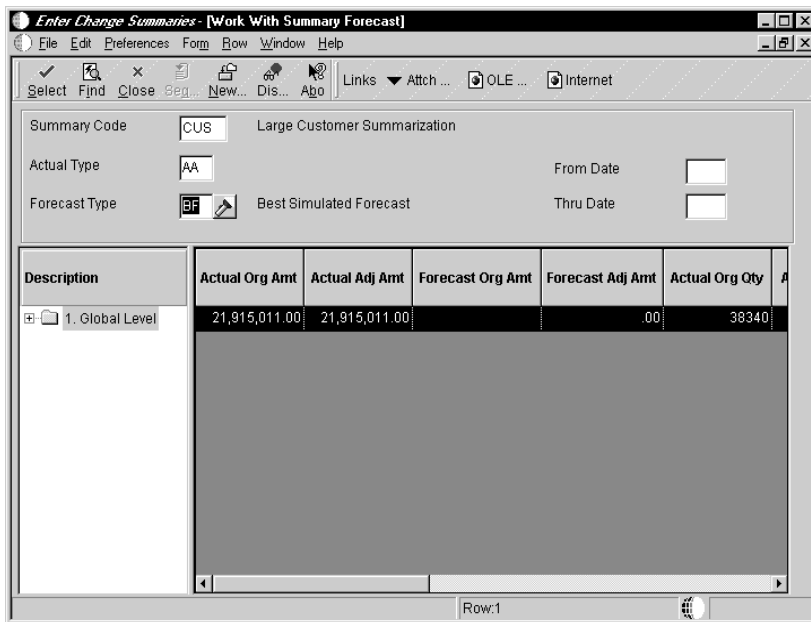 Enter Change Summaries - [Work With Summary Forecast]
File Edit Preferences Form Row Window Help
Select Find Close Seq... New... Dis... Abo Links Attch ... OLE ... Internet
Summary Code CUS Large Customer Summarization
Actual Type AA From Date
Forecast Type BF Best Simulated Forecast Thru Date
Description Actual Org Amt Actual Adj Amt Forecast Org Amt Forecast Adj Amt Actual Org Qty A
1. Global Level 21,915,011.00 21,915,011.00 .00 38340
Row:1